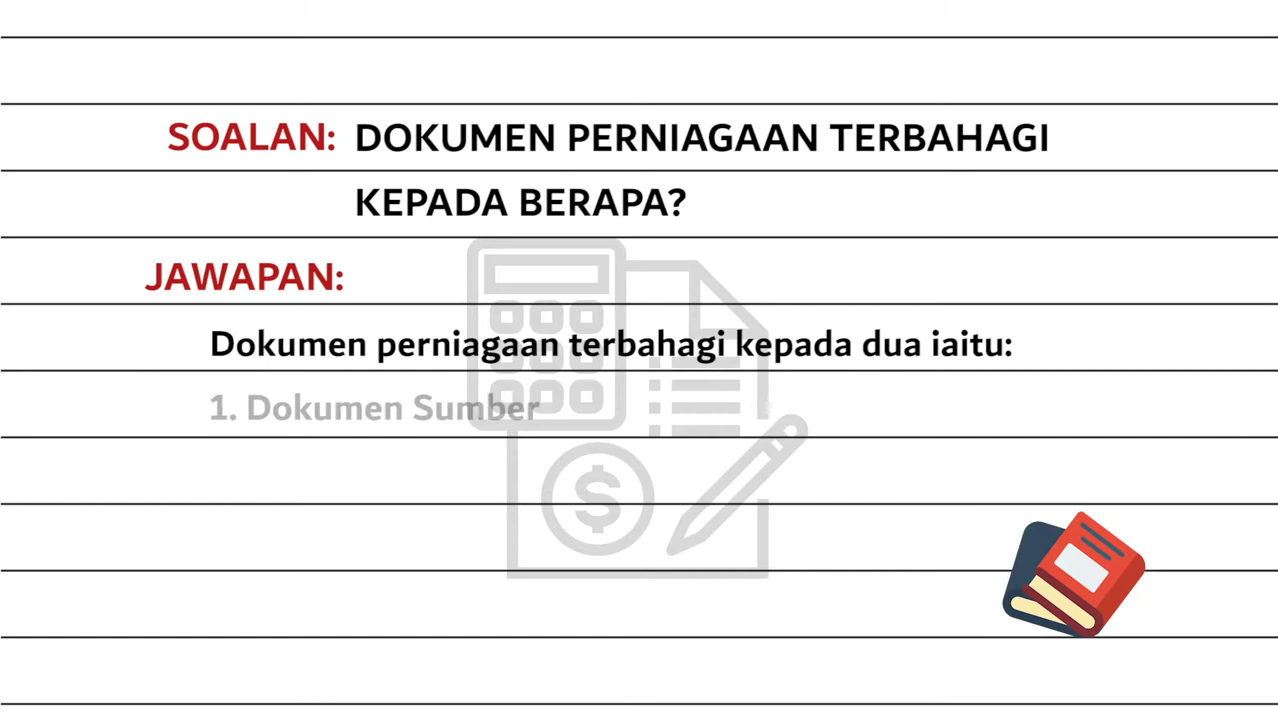 SOALAN: DOKUMEN PERNIAGAAN TERBAHAGI
KEPADA BERAPA?
JAWAPAN:
Dokumen perniagaan terbahagi kepada dua iaitu:
1. Dokumen Sumber
$